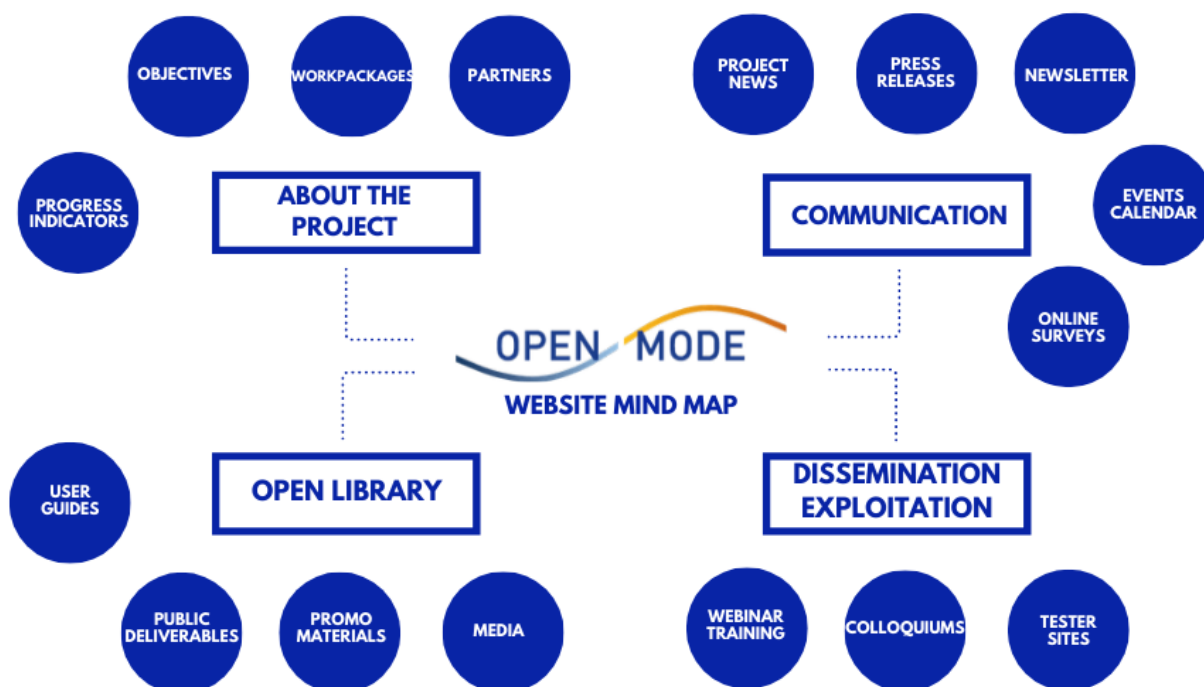 OBJECTIVES
WORKPACKAGES
PARTNERS
PROJECT
NEWS
PRESS
RELEASES
NEWSLETTER
PROGRESS
INDICATORS
ABOUT THE
PROJECT
COMMUNICATION
EVENTS
CALENDAR
ONLINE
SURVEYS
OPEN MODE
WEBSITE MIND MAP
USER
GUIDES
OPEN LIBRARY
DISSEMINATION
EXPLOITATION
PUBLIC
DELIVERABLES
PROMO
MATERIALS
MEDIA
WEBINAR
TRAINING
COLLOQUIUMS
TESTER
SITES